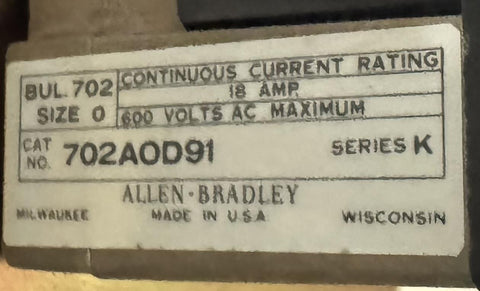 BUL. 702 CONTINUOUS CURRENT RATING
18 AMP.
SIZE 0 600 VOLTS AC MAXIMUM
CAT NO. 702AOD91 SERIES K
ALLEN-BRADLEY
MILWAUKEE MADE IN U.S.A. WISCONSIN